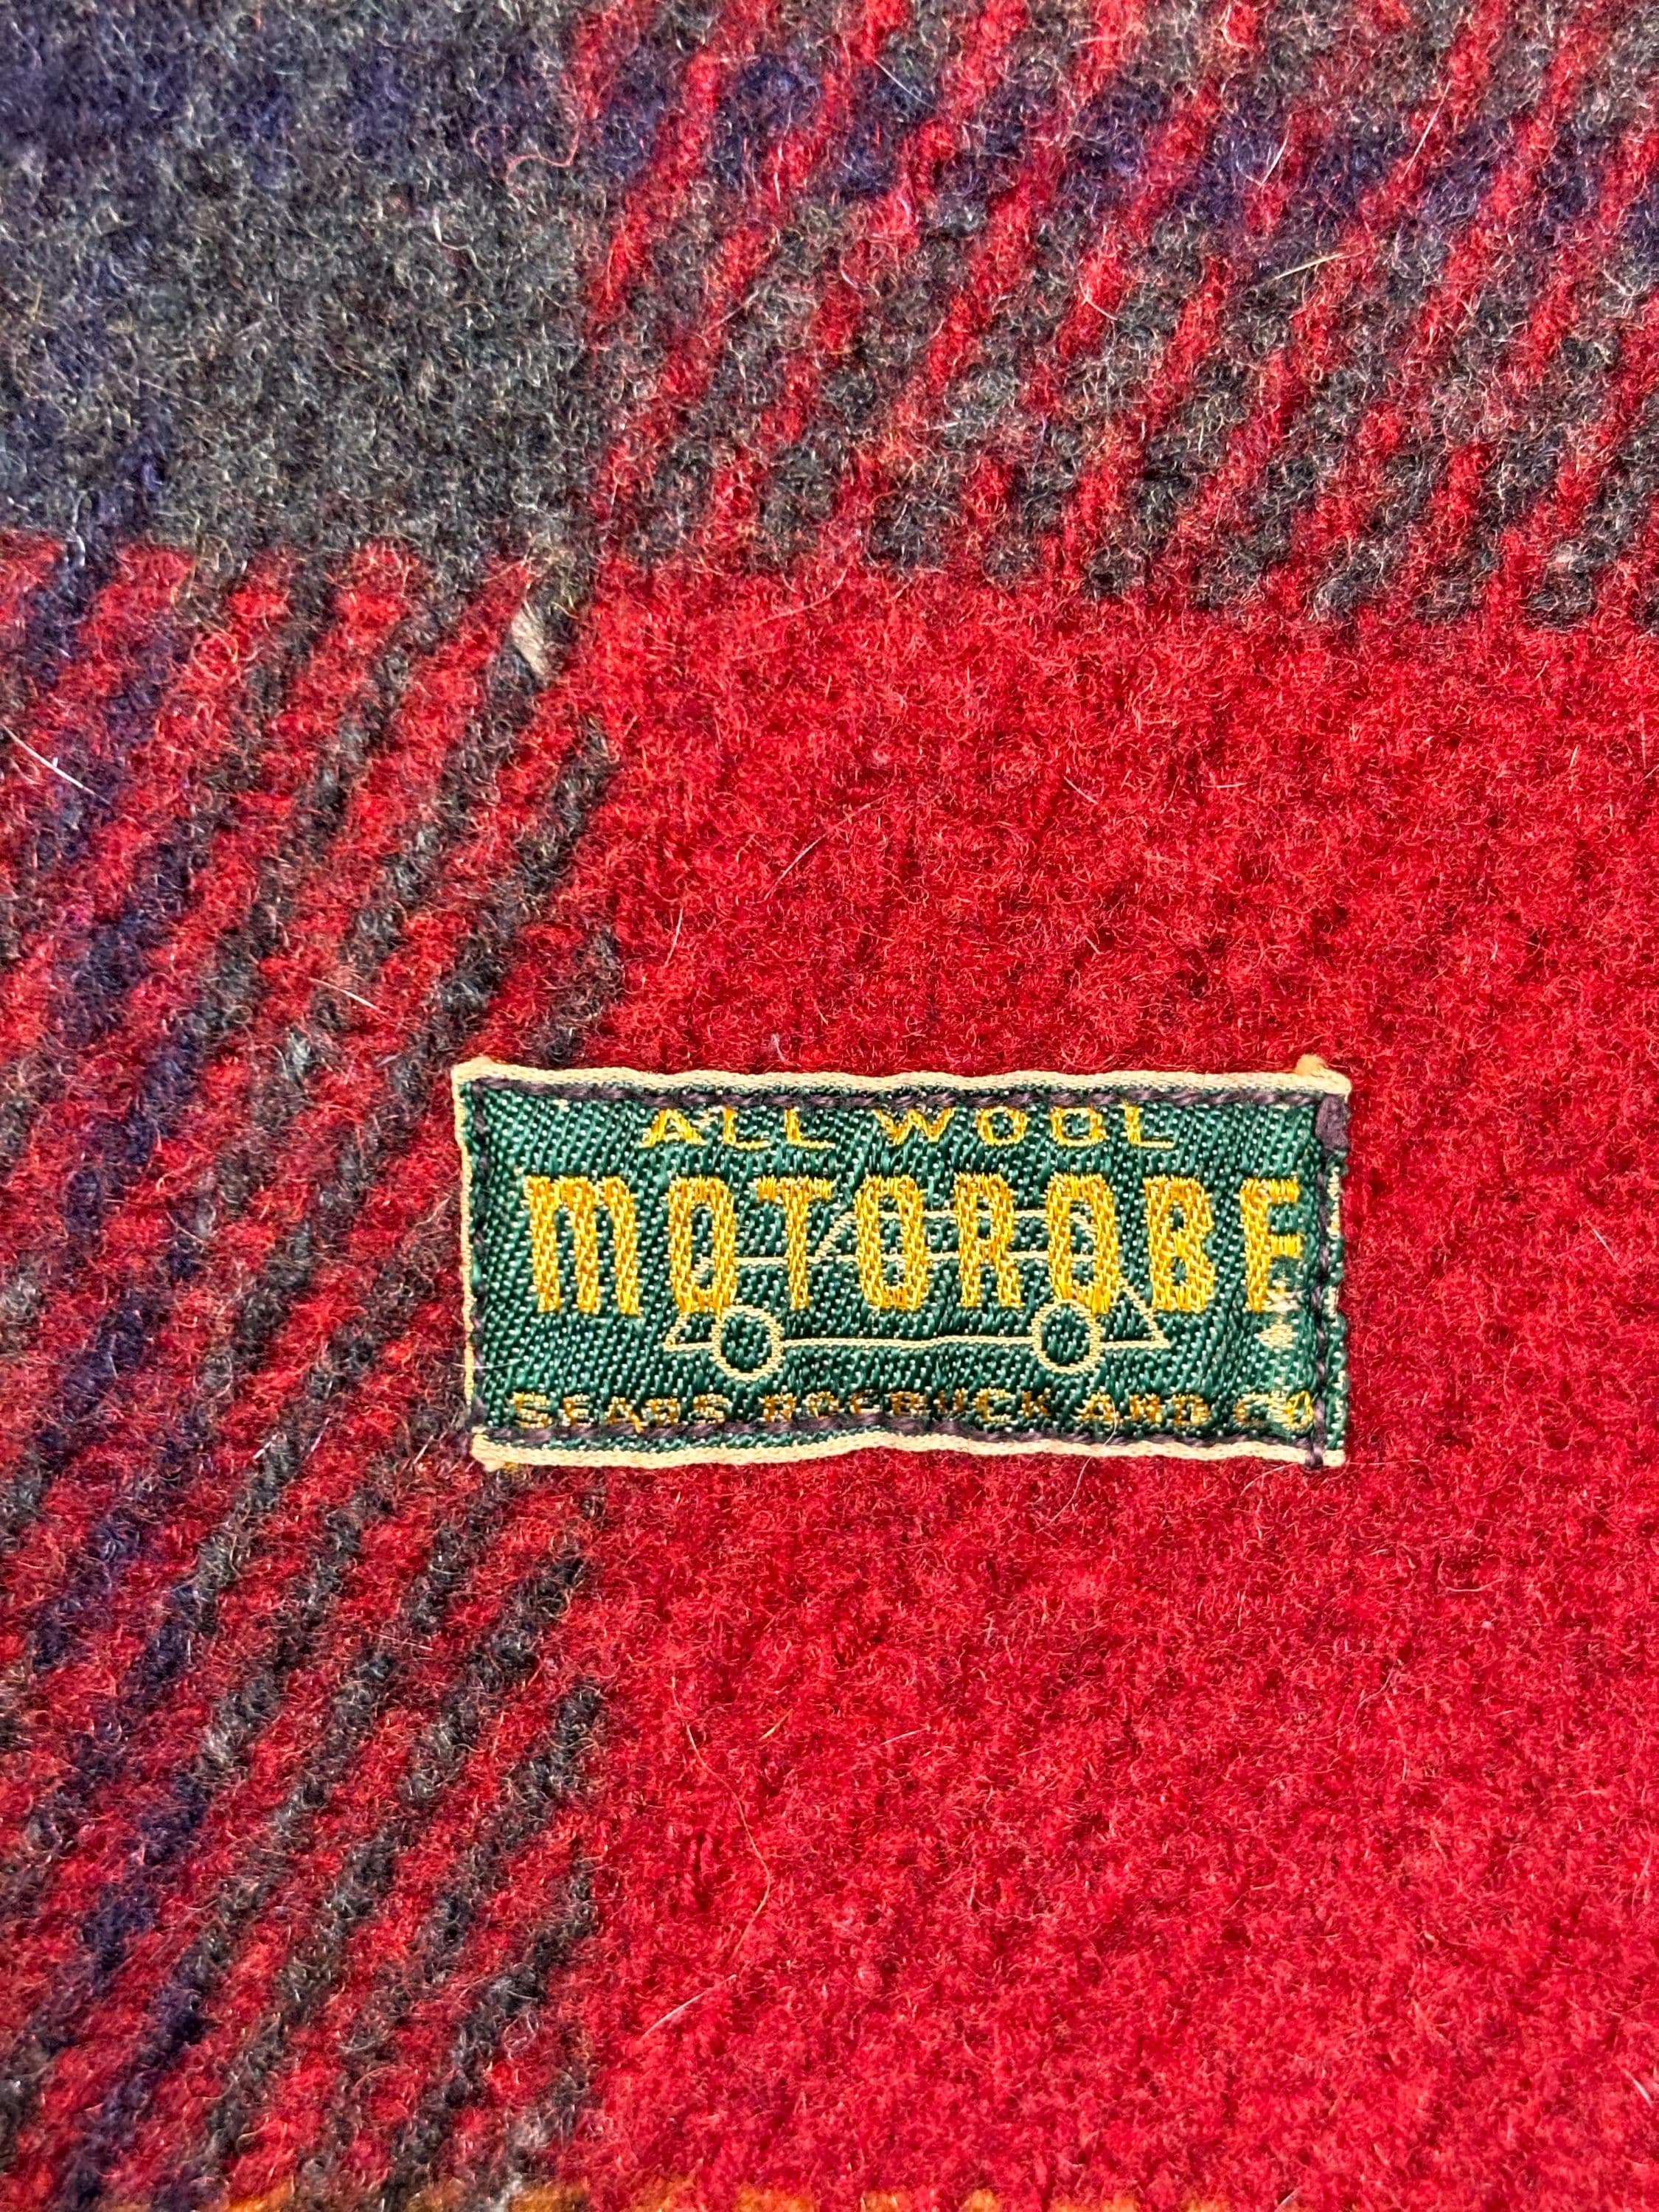 ALL WOOL
MOTOROBE
SEARS ROEBUCK AND CO